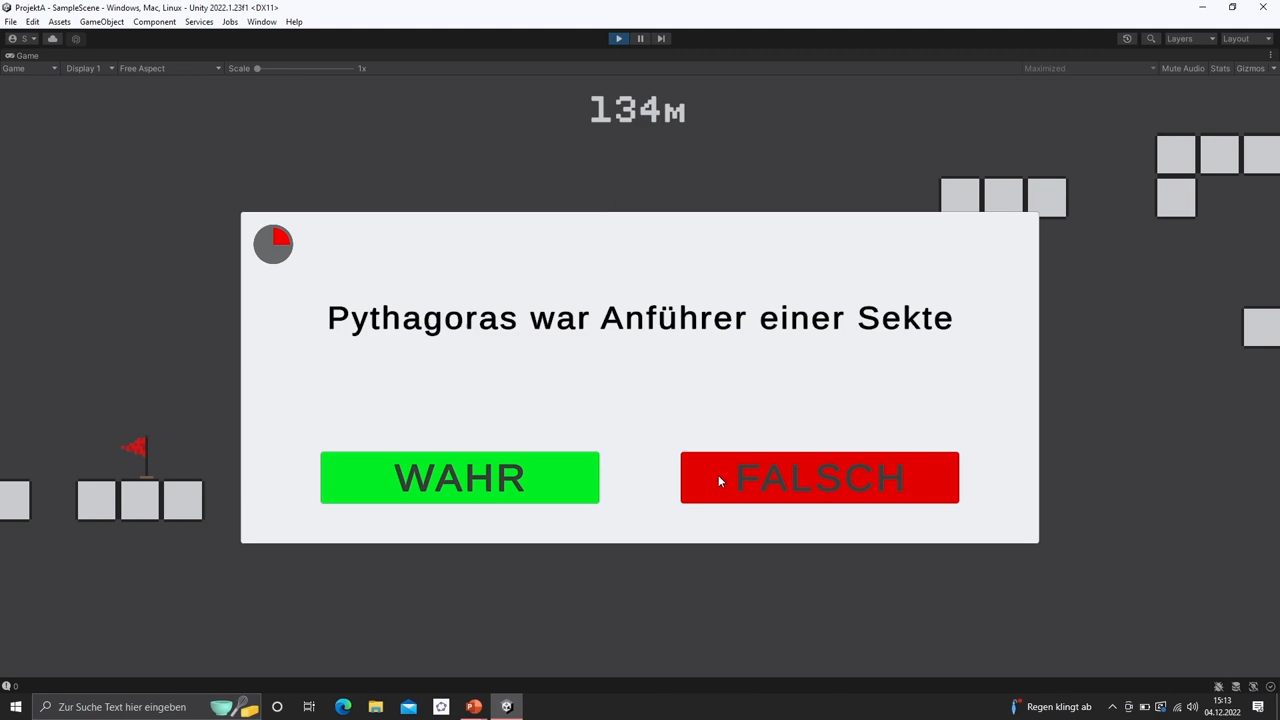 ProjektA - SampleScene - Windows, Mac, Linux - Unity 2022.1.23f1 <DX11>
File Edit Assets GameObject Component Services Jobs Window Help
S Layers Layout
Game
Game Display 1 Free Aspect Scale 1x Maximized Mute Audio Stats Gizmos
134m
Pythagoras war Anführer einer Sekte
WAHR FALSCH
0
Zur Suche Text hier eingeben Regen klingt ab 15:13
04.12.2022